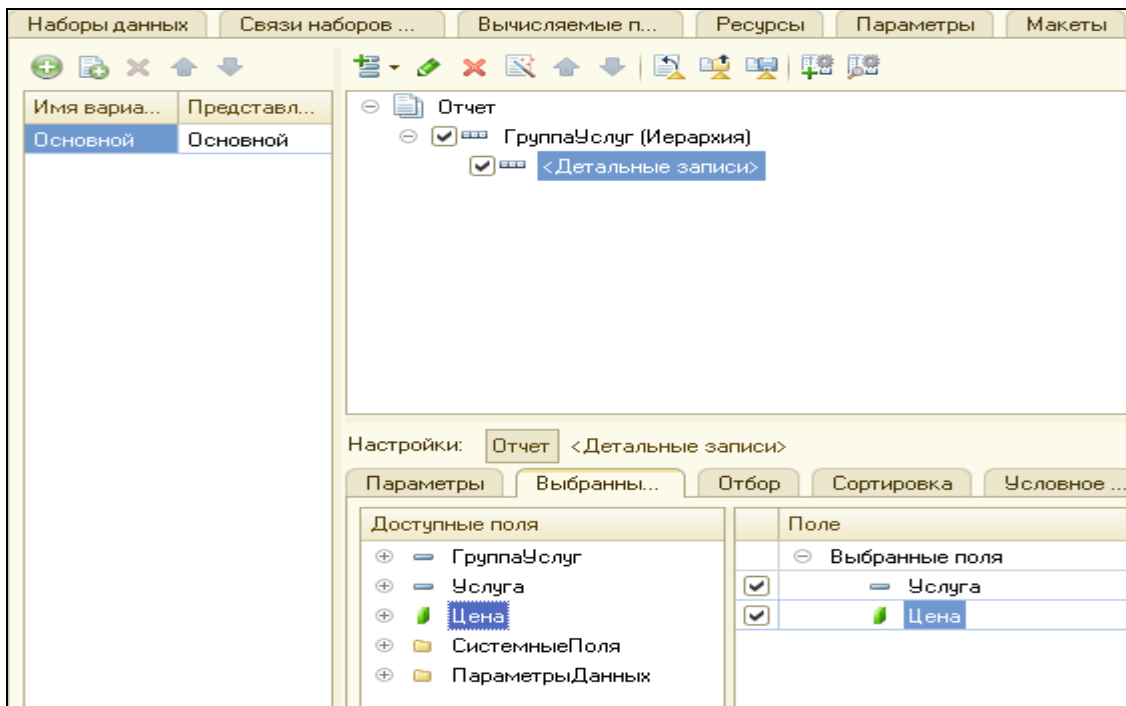 Наборы данных Связи наборов ... Вычисляемые п... Ресурсы Параметры Макеты
Имя вариа... Представл...
Основной Основной
Отчет
ГруппаУслуг (Иерархия)
<Детальные записи>
Настройки: Отчет <Детальные записи>
Параметры Выбранны... Отбор Сортировка Условное ...
Доступные поля Поле
ГруппаУслуг Выбранные поля
Услуга Услуга
Цена Цена
СистемныеПоля
ПараметрыДанных